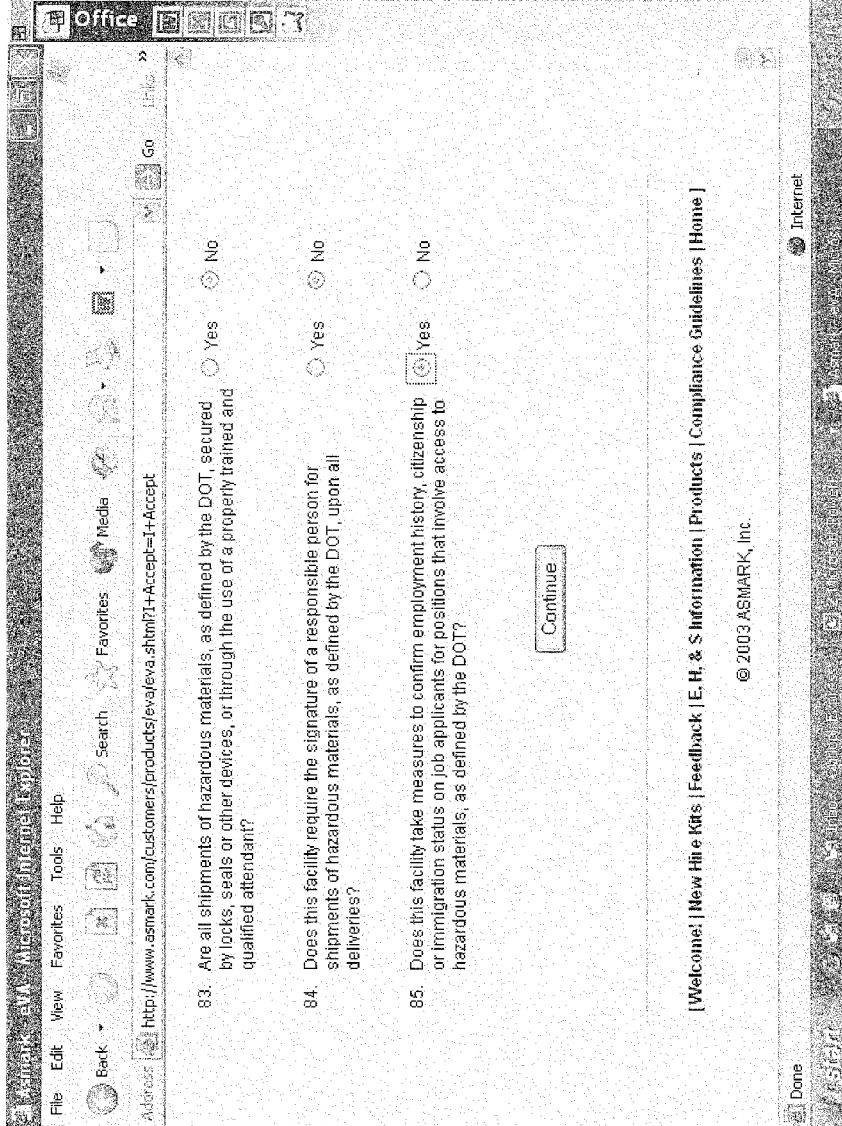 Asmark - eVA - Microsoft Internet Explorer
Office
File Edit View Favorites Tools Help
Back Search Favorites Media
Address http://www.asmark.com/customers/products/eva/eva.shtml?I+Accept=I+Accept Go Links »
83. Are all shipments of hazardous materials, as defined by the DOT, secured Yes No
by locks, seals or other devices, or through the use of a properly trained and
qualified attendant?
84. Does this facility require the signature of a responsible person for Yes No
shipments of hazardous materials, as defined by the DOT, upon all
deliveries?
85. Does this facility take measures to confirm employment history, citizenship Yes No
or immigration status on job applicants for positions that involve access to
hazardous materials, as defined by the DOT?
Continue
[ Welcome! | New Hire Kits | Feedback | E, H, & S Information | Products | Compliance Guidelines | Home ]
© 2003 ASMARK, Inc.
Done Internet